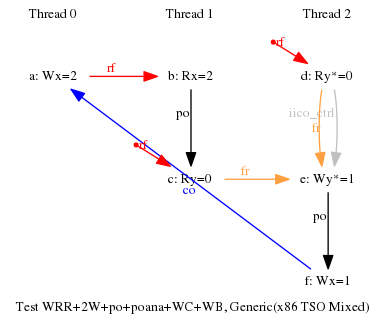 Thread 0 Thread 1 Thread 2
rf
a: Wx=2 rf b: Rx=2 d: Ry*=0
po iico_ctrl
fr
rf
c: Ry=0 fr e: Wy*=1
co
po
f: Wx=1
Test WRR+2W+po+poana+WC+WB, Generic(x86 TSO Mixed)